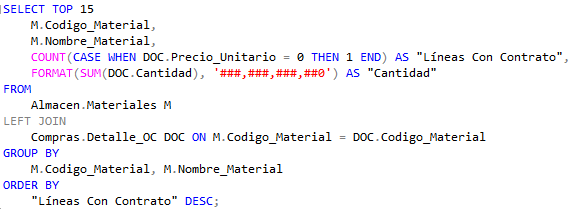 SELECT TOP 15
M.Codigo_Material,
M.Nombre_Material,
COUNT(CASE WHEN DOC.Precio_Unitario = 0 THEN 1 END) AS "Líneas Con Contrato",
FORMAT(SUM(DOC.Cantidad), '###,###,###,##0') AS "Cantidad"
FROM
Almacen.Materiales M
LEFT JOIN
Compras.Detalle_OC DOC ON M.Codigo_Material = DOC.Codigo_Material
GROUP BY
M.Codigo_Material, M.Nombre_Material
ORDER BY
"Líneas Con Contrato" DESC;